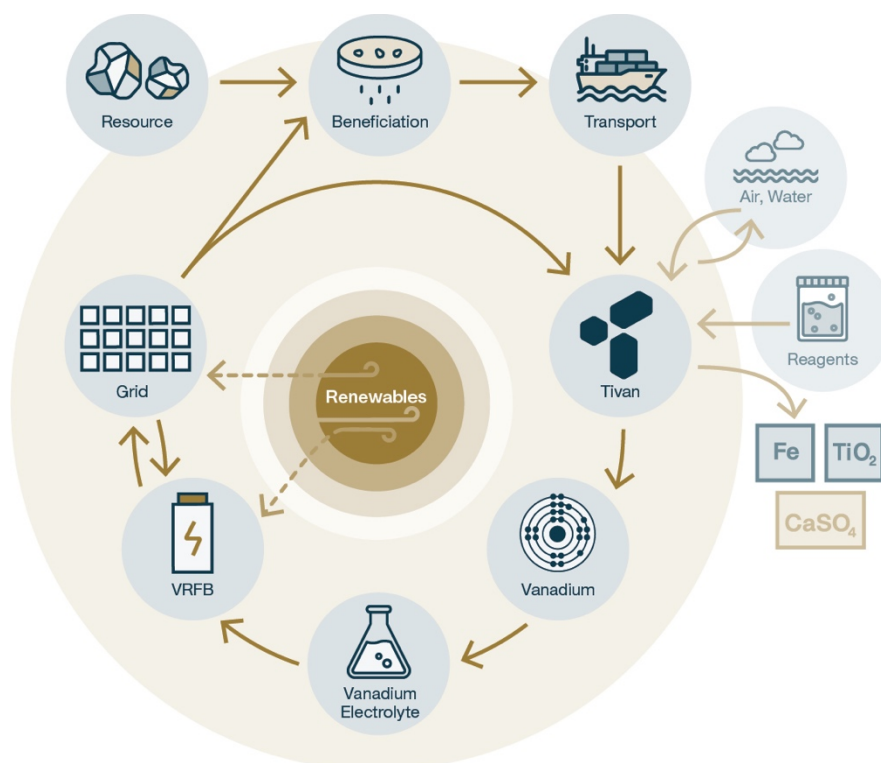 Resource
Beneficiation
Transport
Air, Water
Grid
Renewables
Tivan
Reagents
Fe
TiO₂
CaSO₄
VRFB
Vanadium
Vanadium
Electrolyte